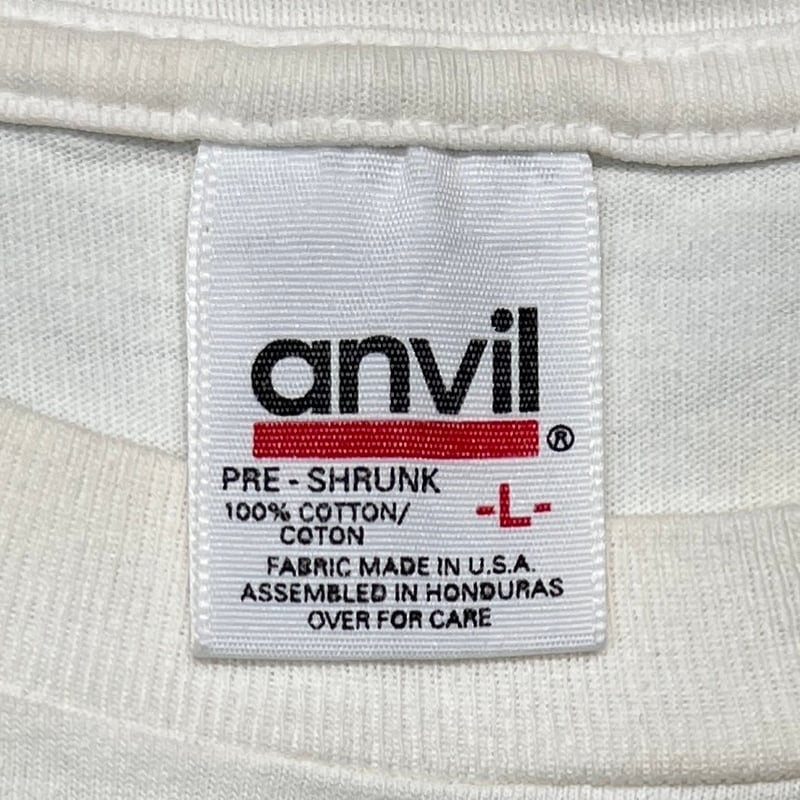 anvil®
PRE - SHRUNK
100% COTTON/ -L-
COTON
FABRIC MADE IN U.S.A.
ASSEMBLED IN HONDURAS
OVER FOR CARE